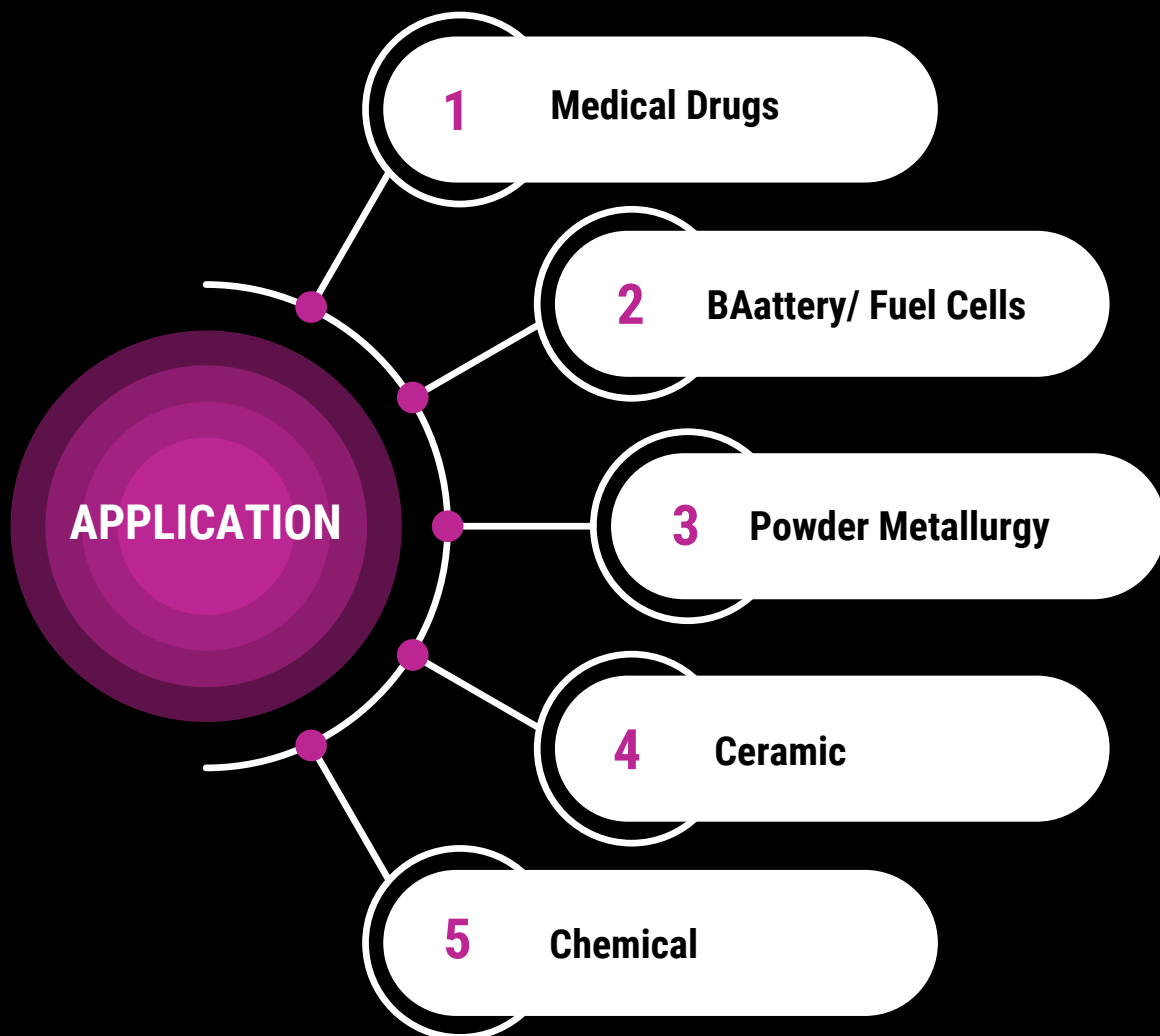 APPLICATION
1 Medical Drugs
2 BAattery/ Fuel Cells
3 Powder Metallurgy
4 Ceramic
5 Chemical